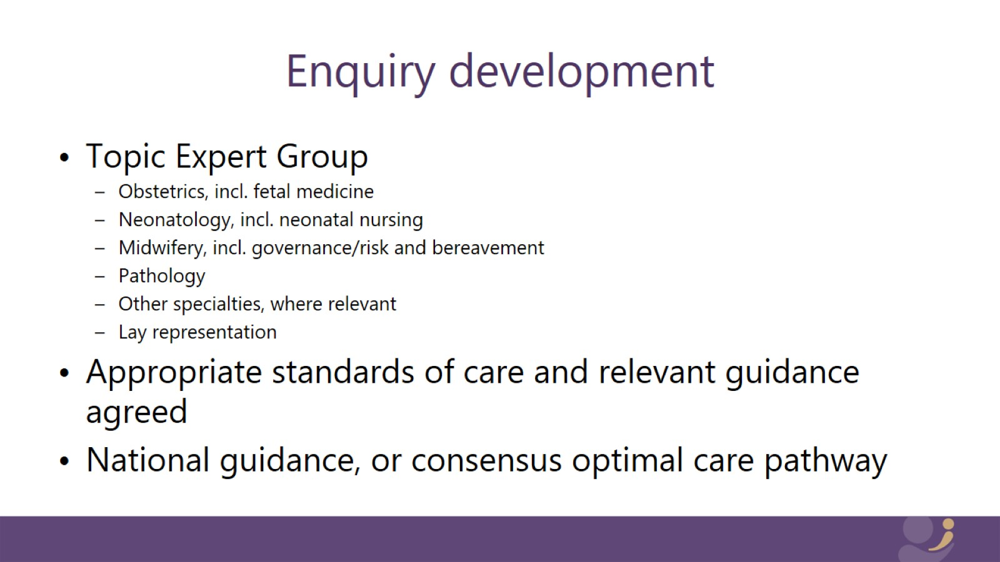 Enquiry development
• Topic Expert Group
– Obstetrics, incl. fetal medicine
– Neonatology, incl. neonatal nursing
– Midwifery, incl. governance/risk and bereavement
– Pathology
– Other specialties, where relevant
– Lay representation
• Appropriate standards of care and relevant guidance
agreed
• National guidance, or consensus optimal care pathway